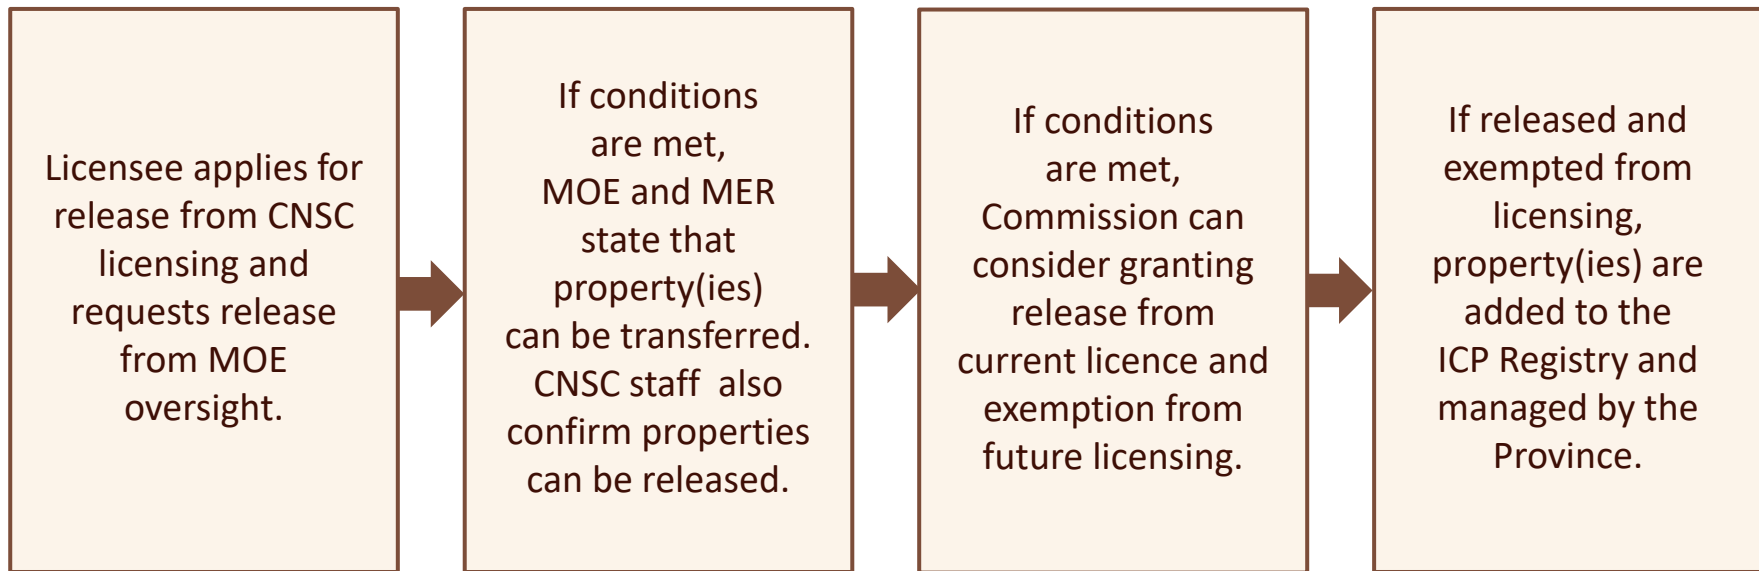 Licensee applies for
release from CNSC
licensing and
requests release
from MOE
oversight.
If conditions
are met,
MOE and MER
state that
property(ies)
can be transferred.
CNSC staff also
confirm properties
can be released.
If conditions
are met,
Commission can
consider granting
release from
current licence and
exemption from
future licensing.
If released and
exempted from
licensing,
property(ies) are
added to the
ICP Registry and
managed by the
Province.